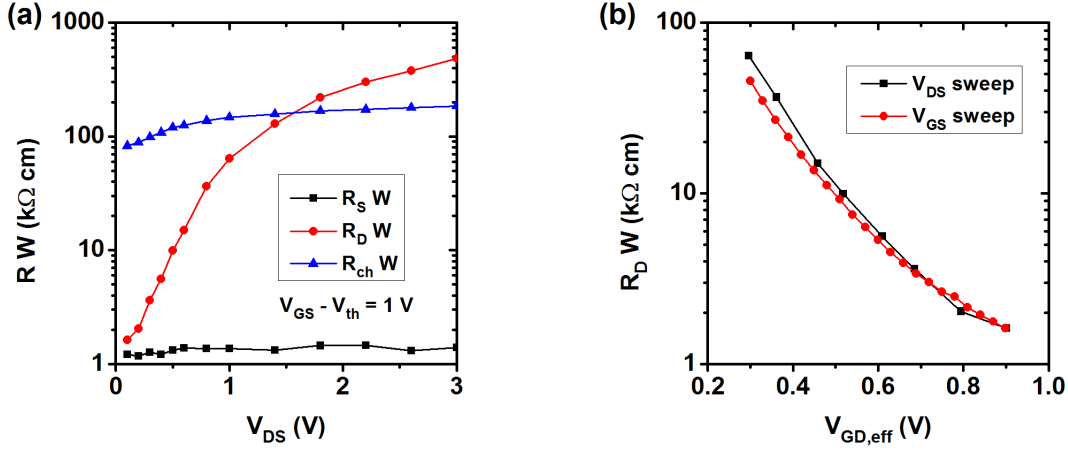 (a)
1000
100
10
1
R W (kΩ cm)
R_S W
R_D W
R_ch W
V_GS - V_th = 1 V
0 1 2 3
V_DS (V)
(b)
100
10
1
R_D W (kΩ cm)
V_DS sweep
V_GS sweep
0.2 0.4 0.6 0.8 1.0
V_GD,eff (V)